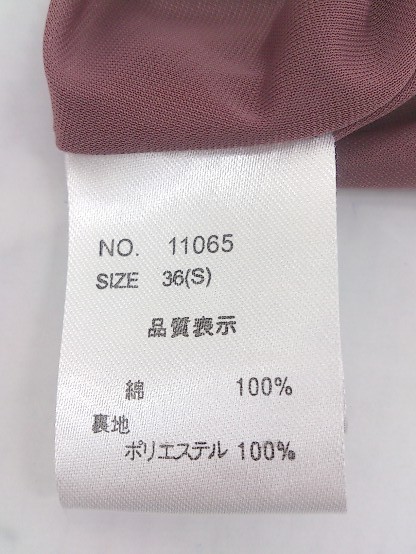 NO. 11065
SIZE 36(S)
品質表示
綿 100%
裏地
ポリエステル 100%